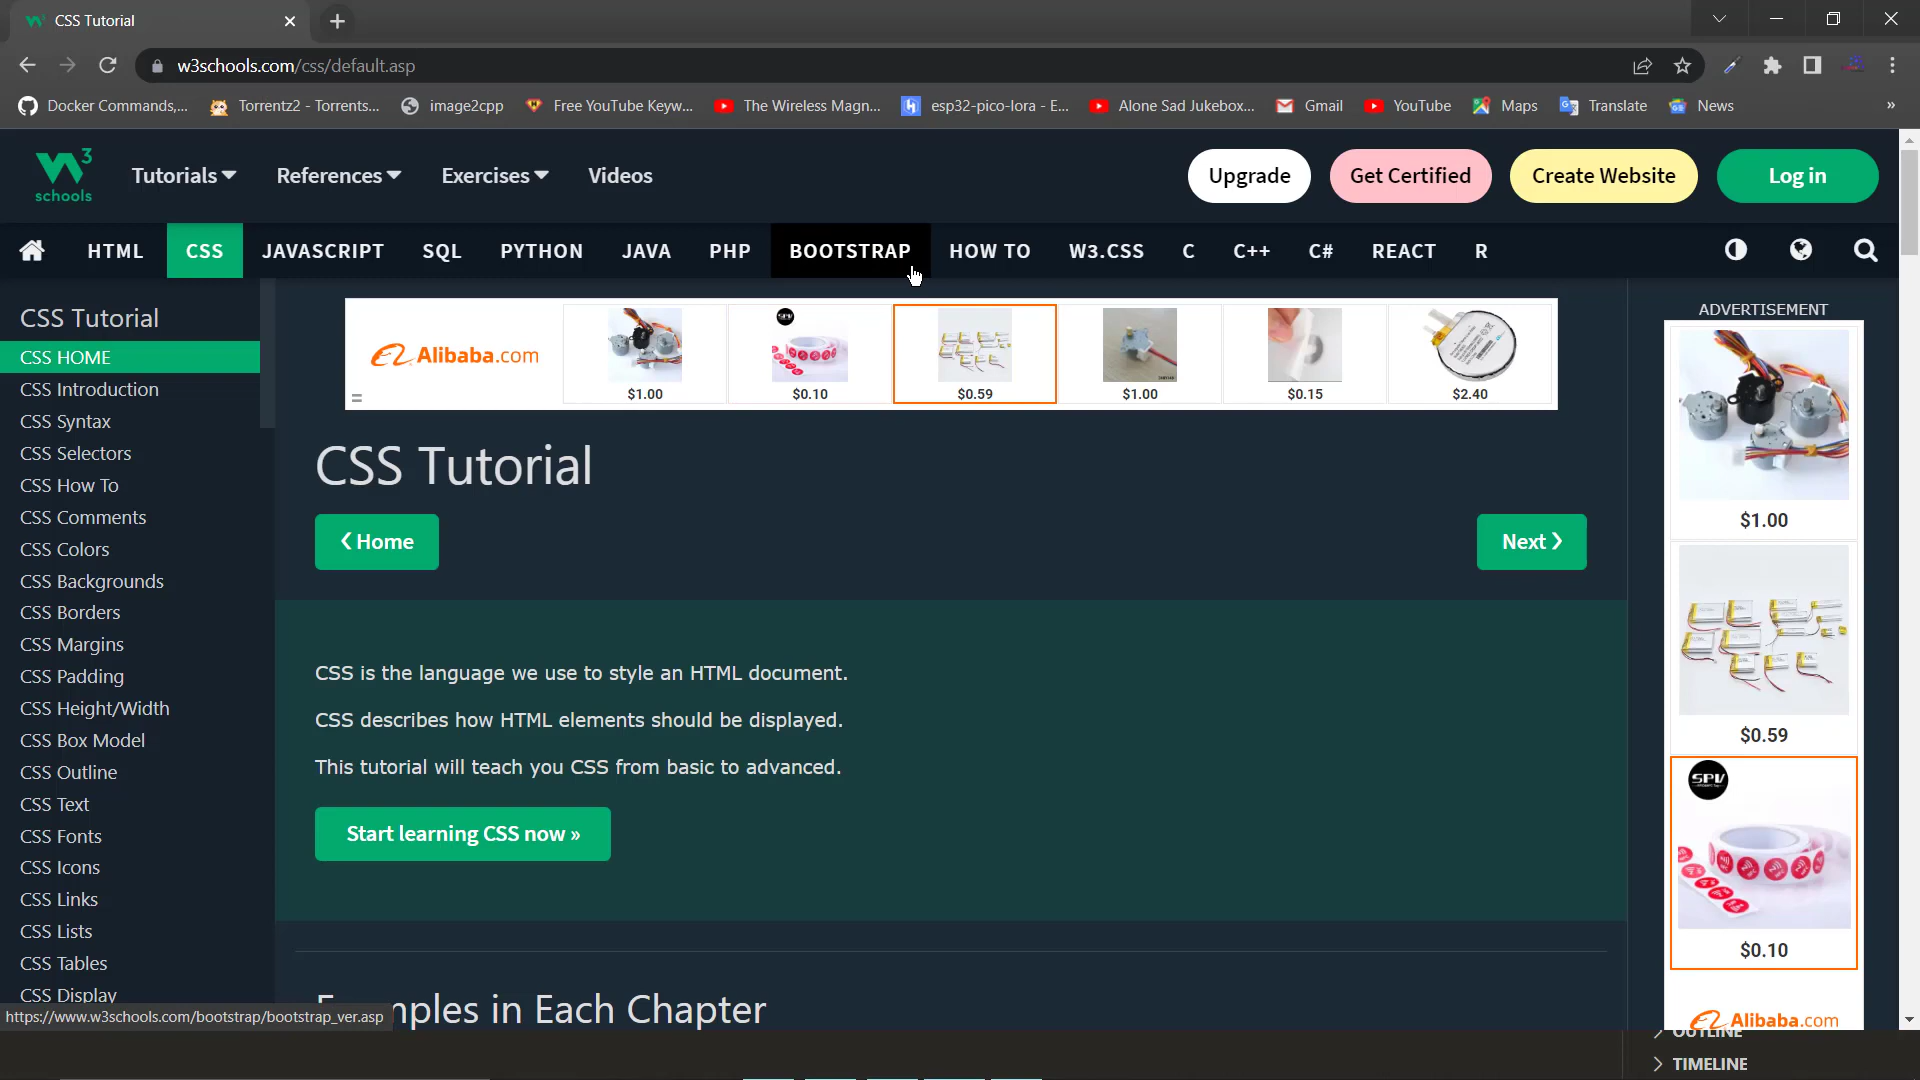 CSS Tutorial
w3schools.com/css/default.asp
Docker Commands,... Torrentz2 - Torrents... image2cpp Free YouTube Keyw... The Wireless Magn... esp32-pico-lora - E... Alone Sad Jukebox... Gmail YouTube Maps Translate News »
W3 schools Tutorials References Exercises Videos Upgrade Get Certified Create Website Log in
HTML CSS JAVASCRIPT SQL PYTHON JAVA PHP BOOTSTRAP HOW TO W3.CSS C C++ C# REACT R
CSS Tutorial
CSS HOME
CSS Introduction
CSS Syntax
CSS Selectors
CSS How To
CSS Comments
CSS Colors
CSS Backgrounds
CSS Borders
CSS Margins
CSS Padding
CSS Height/Width
CSS Box Model
CSS Outline
CSS Text
CSS Fonts
CSS Icons
CSS Links
CSS Lists
CSS Tables
CSS Display
https://www.w3schools.com/bootstrap/bootstrap_ver.asp
Alibaba.com
SPV
$1.00 $0.10 $0.59 $1.00 $0.15 $2.40
CSS Tutorial
❮ Home Next ❯
CSS is the language we use to style an HTML document.
CSS describes how HTML elements should be displayed.
This tutorial will teach you CSS from basic to advanced.
Start learning CSS now »
Examples in Each Chapter
ADVERTISEMENT
$1.00
$0.59
SPV
$0.10
Alibaba.com
OUTLINE
TIMELINE